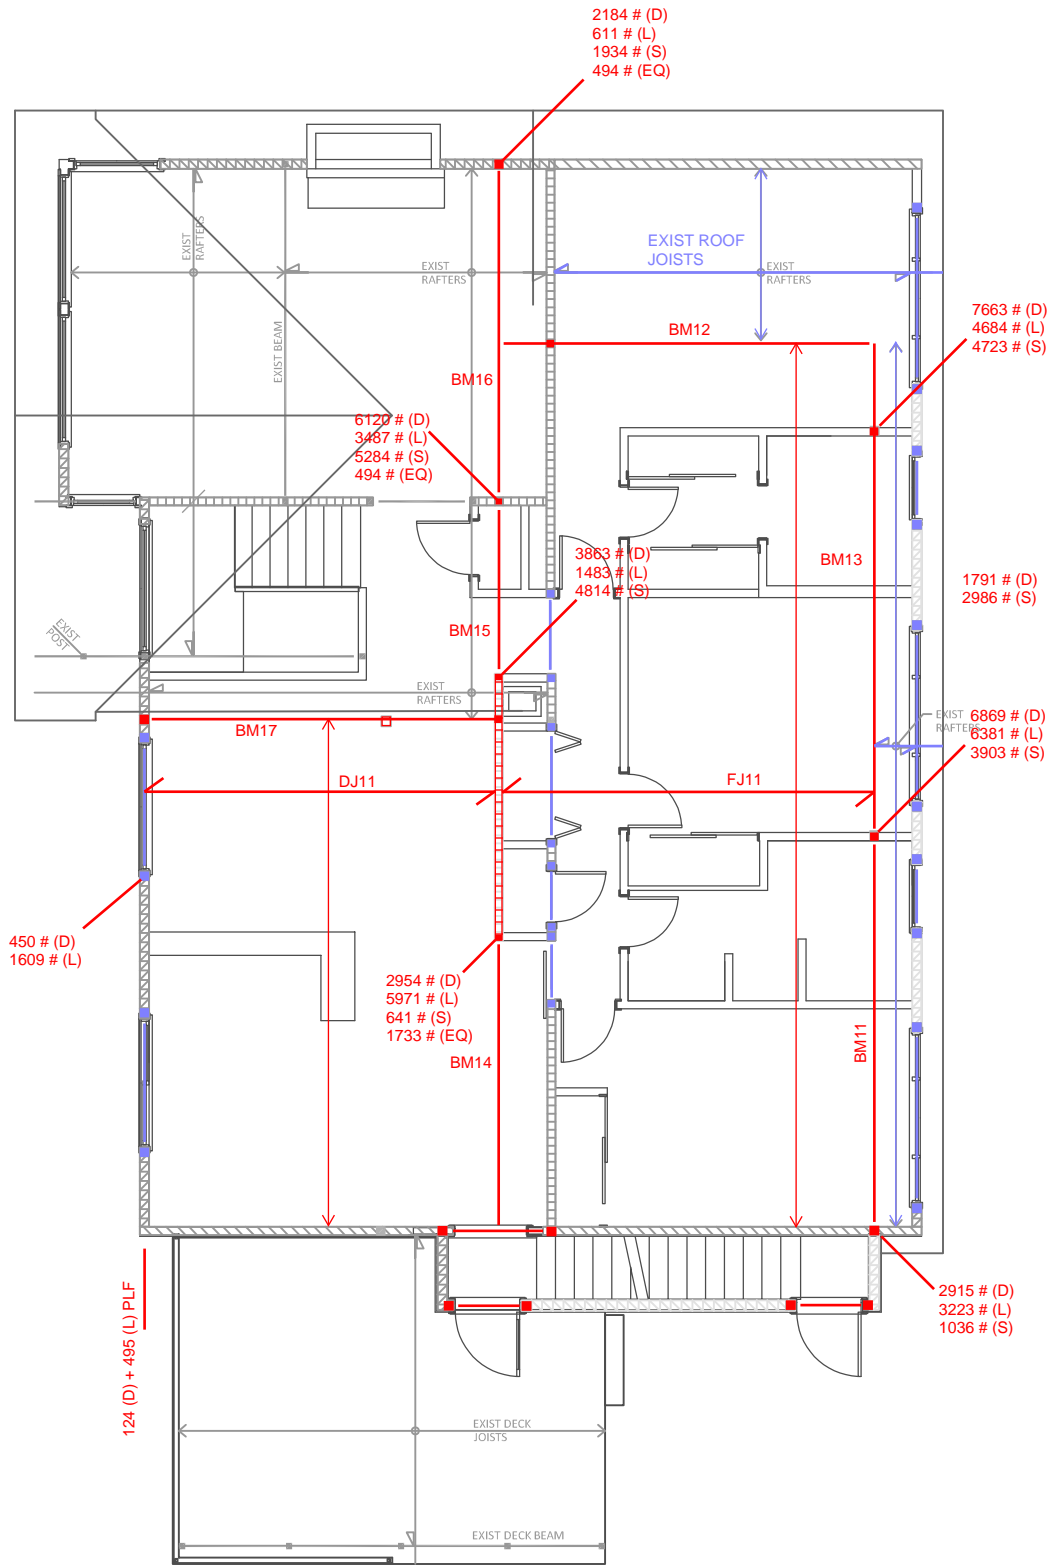 2184 # (D)
611 # (L)
1934 # (S)
494 # (EQ)
EXIST
RAFTERS
EXIST
RAFTERS
EXIST ROOF
JOISTS
EXIST
RAFTERS
EXIST BEAM
BM12
7663 # (D)
4684 # (L)
4723 # (S)
BM16
6120 # (D)
3487 # (L)
5284 # (S)
494 # (EQ)
3863 # (D)
1483 # (L)
4814 # (S)
BM13
1791 # (D)
2986 # (S)
EXIST
POST
BM15
EXIST
RAFTERS
BM17
EXIST
RAFTERS
6869 # (D)
6381 # (L)
3903 # (S)
DJ11
FJ11
450 # (D)
1609 # (L)
2954 # (D)
5971 # (L)
641 # (S)
1733 # (EQ)
BM14
BM11
124 (D) + 495 (L) PLF
2915 # (D)
3223 # (L)
1036 # (S)
EXIST DECK
JOISTS
EXIST DECK BEAM